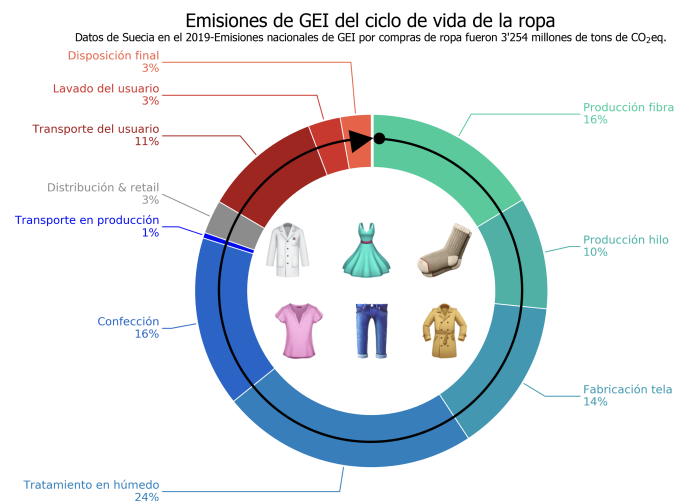 Emisiones de GEI del ciclo de vida de la ropa
Datos de Suecia en el 2019-Emisiones nacionales de GEI por compras de ropa fueron 3'254 millones de tons de CO₂eq.
Disposición final
3%
Lavado del usuario
3%
Transporte del usuario
11%
Distribución & retail
3%
Transporte en producción
1%
Confección
16%
Tratamiento en húmedo
24%
Producción fibra
16%
Producción hilo
10%
Fabricación tela
14%